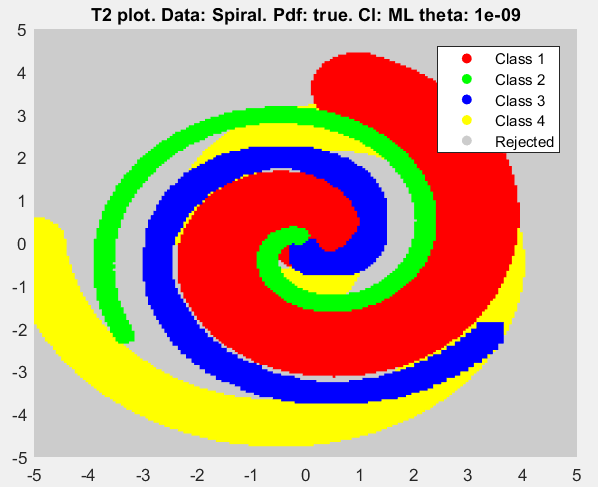 T2 plot. Data: Spiral. Pdf: true. Cl: ML theta: 1e-09
5
4
3
2
1
0
-1
-2
-3
-4
-5
Class 1
Class 2
Class 3
Class 4
Rejected
-5 -4 -3 -2 -1 0 1 2 3 4 5